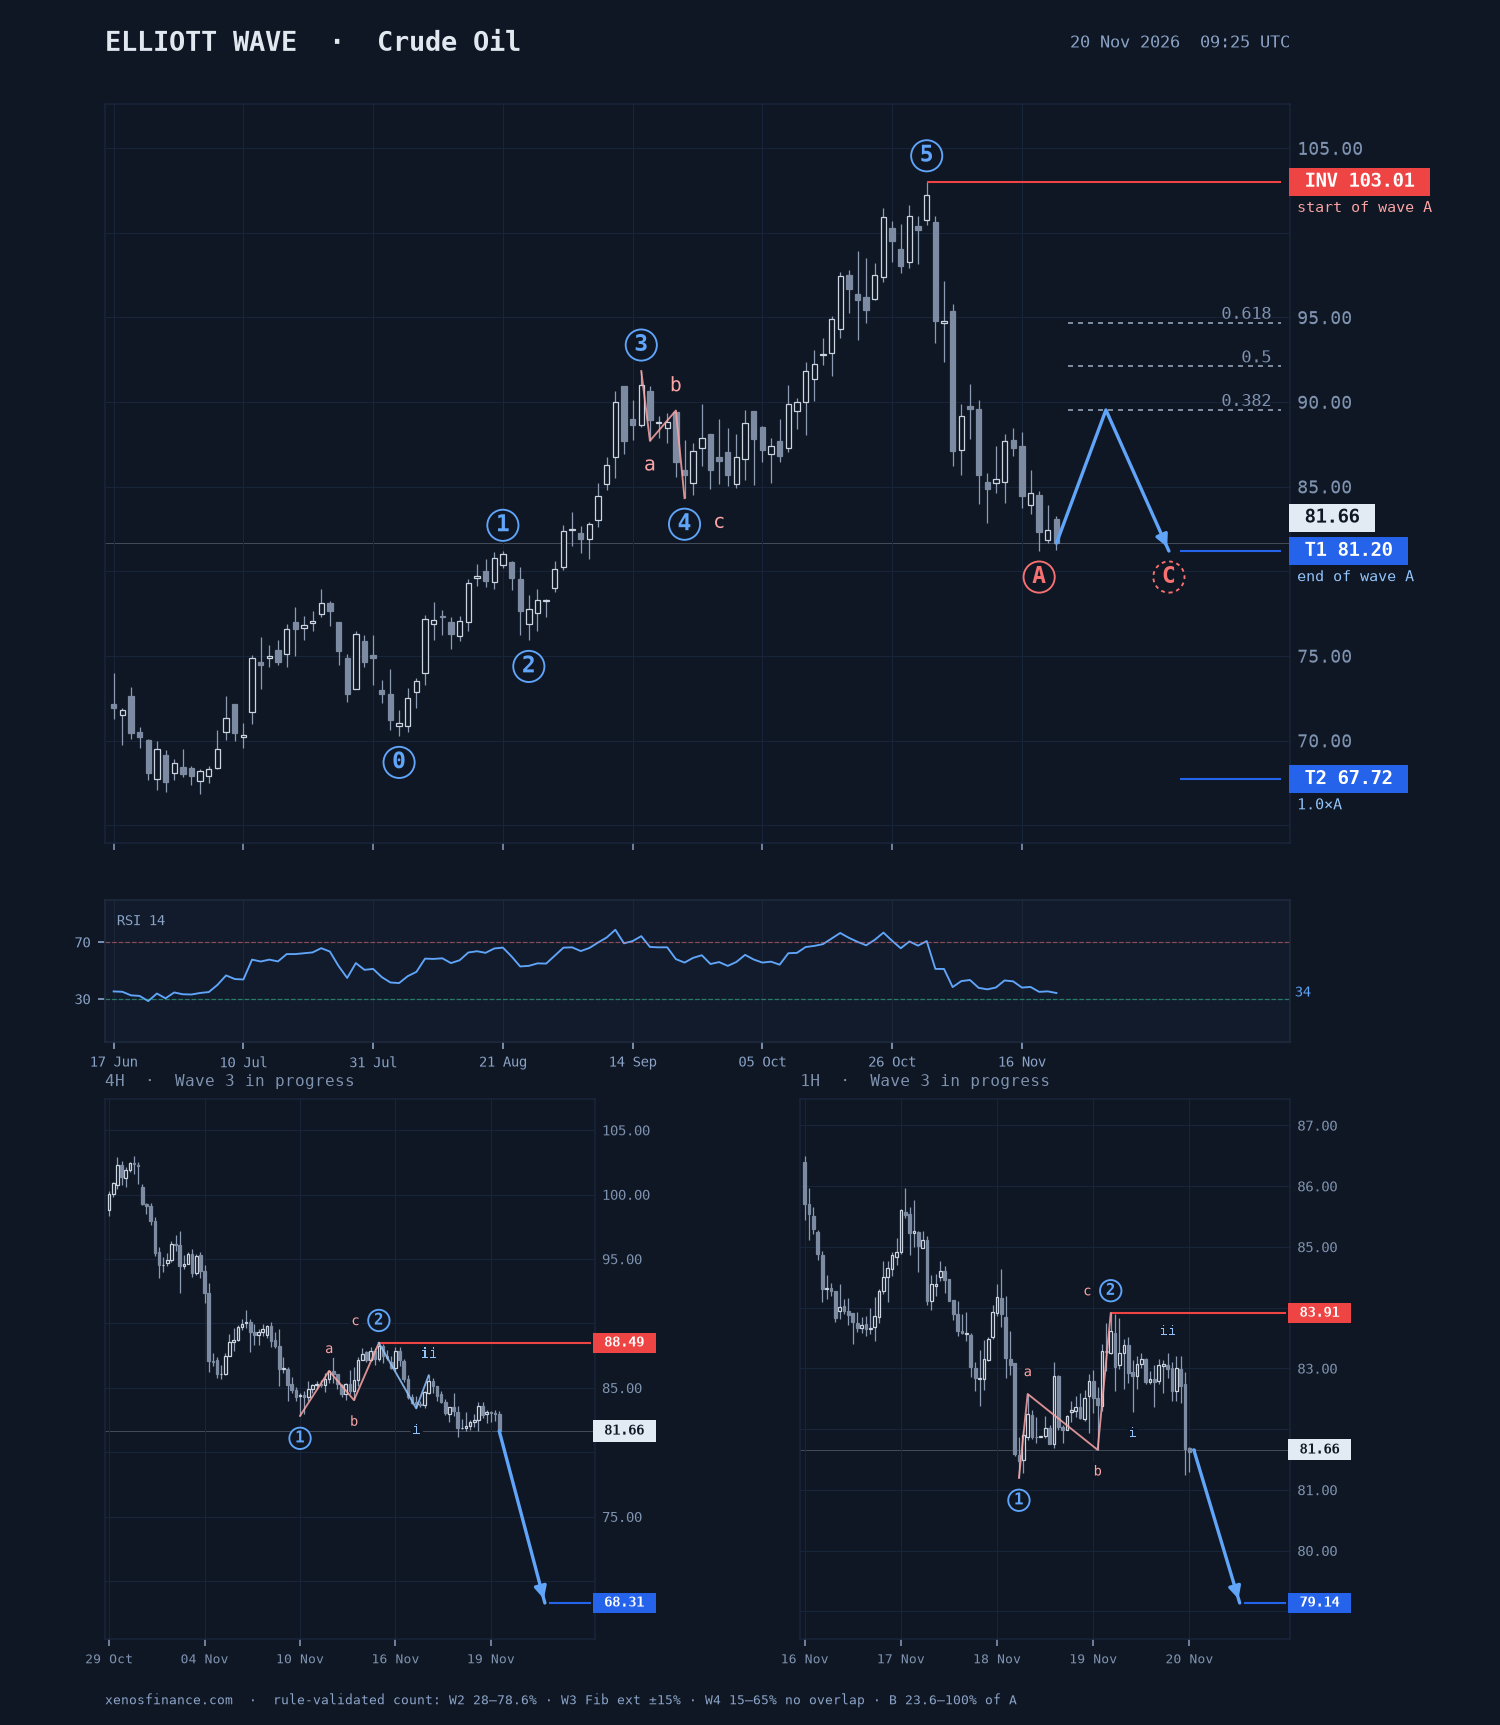 ELLIOTT WAVE · Crude Oil
20 Nov 2026 09:25 UTC
5
105.00
INV 103.01
start of wave A
0.618
95.00
0.5
3
b
0.382
90.00
a
85.00
1
4
c
81.66
T1 81.20
A
C
end of wave A
2
75.00
0
70.00
T2 67.72
1.0×A
RSI 14
70
30
34
17 Jun
10 Jul
31 Jul
21 Aug
14 Sep
05 Oct
26 Oct
16 Nov
4H · Wave 3 in progress
105.00
100.00
95.00
c
2
88.49
a
ii
85.00
b
i
1
81.66
75.00
68.31
29 Oct
04 Nov
10 Nov
16 Nov
19 Nov
1H · Wave 3 in progress
87.00
86.00
85.00
c
2
83.91
ii
a
83.00
i
81.66
b
1
81.00
80.00
79.14
16 Nov
17 Nov
18 Nov
19 Nov
20 Nov
xenosfinance.com · rule-validated count: W2 28–78.6% · W3 Fib ext ±15% · W4 15–65% no overlap · B 23.6–100% of A